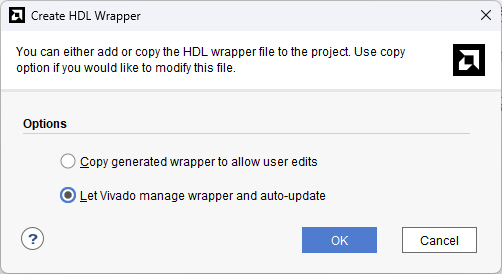 Create HDL Wrapper
You can either add or copy the HDL wrapper file to the project. Use copy
option if you would like to modify this file.
Options
Copy generated wrapper to allow user edits
Let Vivado manage wrapper and auto-update
?
OK
Cancel